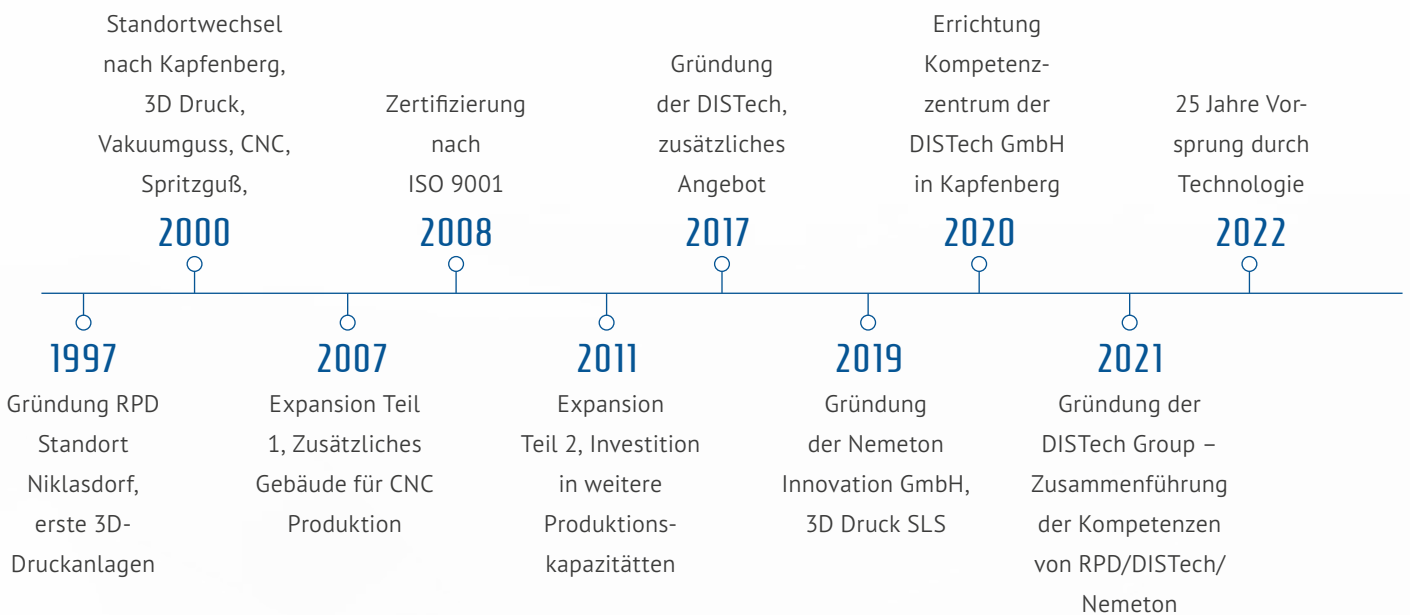 Standortwechsel
nach Kapfenberg,
3D Druck,
Vakuumguss, CNC,
Spritzguß,
2000
Zertifizierung
nach
ISO 9001
2008
Gründung
der DISTech,
zusätzliches
Angebot
2017
Errichtung
Kompetenz-
zentrum der
DISTech GmbH
in Kapfenberg
2020
25 Jahre Vor-
sprung durch
Technologie
2022
1997
Gründung RPD
Standort
Niklasdorf,
erste 3D-
Druckanlagen
2007
Expansion Teil
1, Zusätzliches
Gebäude für CNC
Produktion
2011
Expansion
Teil 2, Investition
in weitere
Produktions-
kapazitätten
2019
Gründung
der Nemeton
Innovation GmbH,
3D Druck SLS
2021
Gründung der
DISTech Group –
Zusammenführung
der Kompetenzen
von RPD/DISTech/
Nemeton